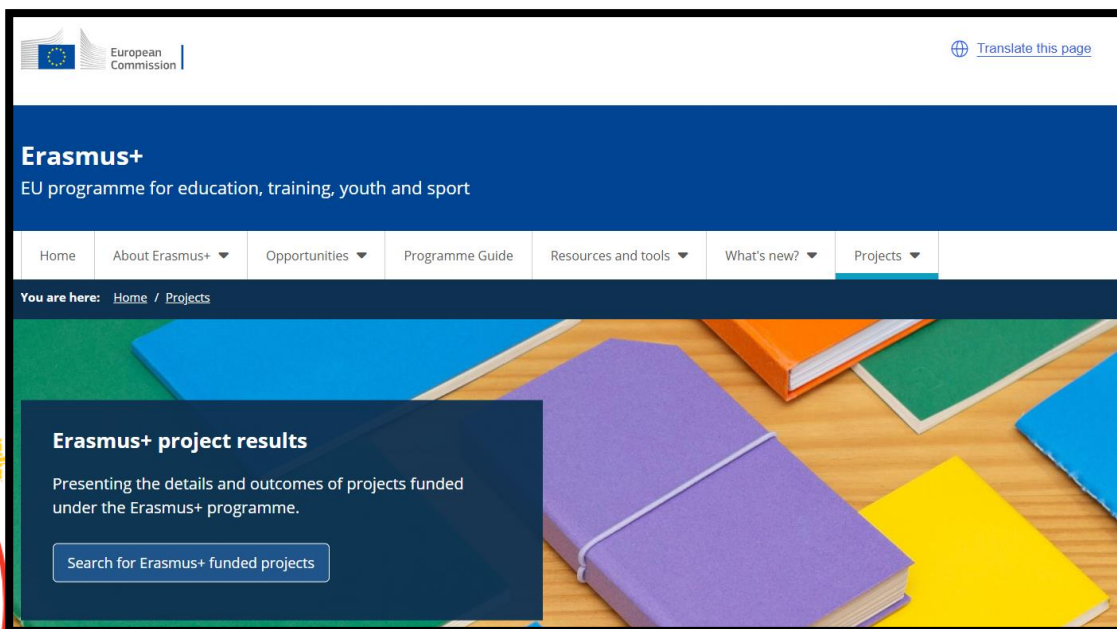 European
Commission
Translate this page
Erasmus+
EU programme for education, training, youth and sport
Home About Erasmus+ Opportunities Programme Guide Resources and tools What's new? Projects
You are here: Home / Projects
Erasmus+ project results
Presenting the details and outcomes of projects funded
under the Erasmus+ programme.
Search for Erasmus+ funded projects